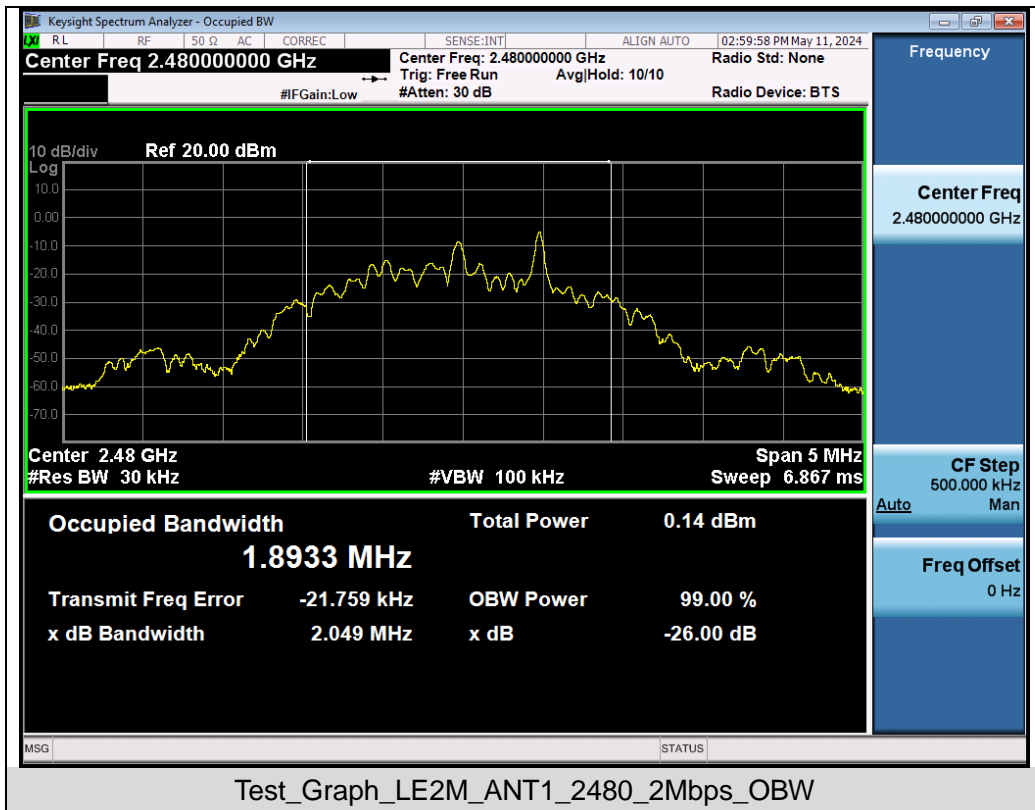 Keysight Spectrum Analyzer - Occupied BW
LXI RL RF 50 Ω AC CORREC SENSE:INT ALIGN AUTO 02:59:58 PM May 11, 2024
Center Freq 2.480000000 GHz Center Freq: 2.480000000 GHz Radio Std: None
Trig: Free Run Avg|Hold: 10/10
#IFGain:Low #Atten: 30 dB Radio Device: BTS
Frequency
10 dB/div Ref 20.00 dBm
Log
10.0
0.00
-10.0
-20.0
-30.0
-40.0
-50.0
-60.0
-70.0
Center 2.48 GHz Span 5 MHz
#Res BW 30 kHz #VBW 100 kHz Sweep 6.867 ms
Center Freq
2.480000000 GHz
CF Step
500.000 kHz
Auto Man
Freq Offset
0 Hz
Occupied Bandwidth Total Power 0.14 dBm
1.8933 MHz
Transmit Freq Error -21.759 kHz OBW Power 99.00 %
x dB Bandwidth 2.049 MHz x dB -26.00 dB
MSG STATUS
Test_Graph_LE2M_ANT1_2480_2Mbps_OBW